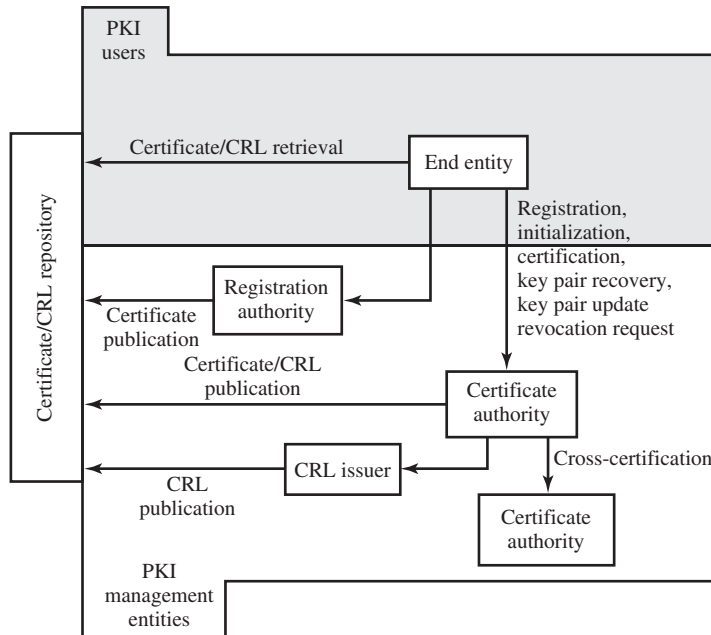 PKI
users
Certificate/CRL retrieval
End entity
Certificate/CRL repository
Registration,
initialization,
certification,
key pair recovery,
key pair update
revocation request
Registration
authority
Certificate
publication
Certificate/CRL
publication
Certificate
authority
CRL issuer
CRL
publication
Cross-certification
Certificate
authority
PKI
management
entities